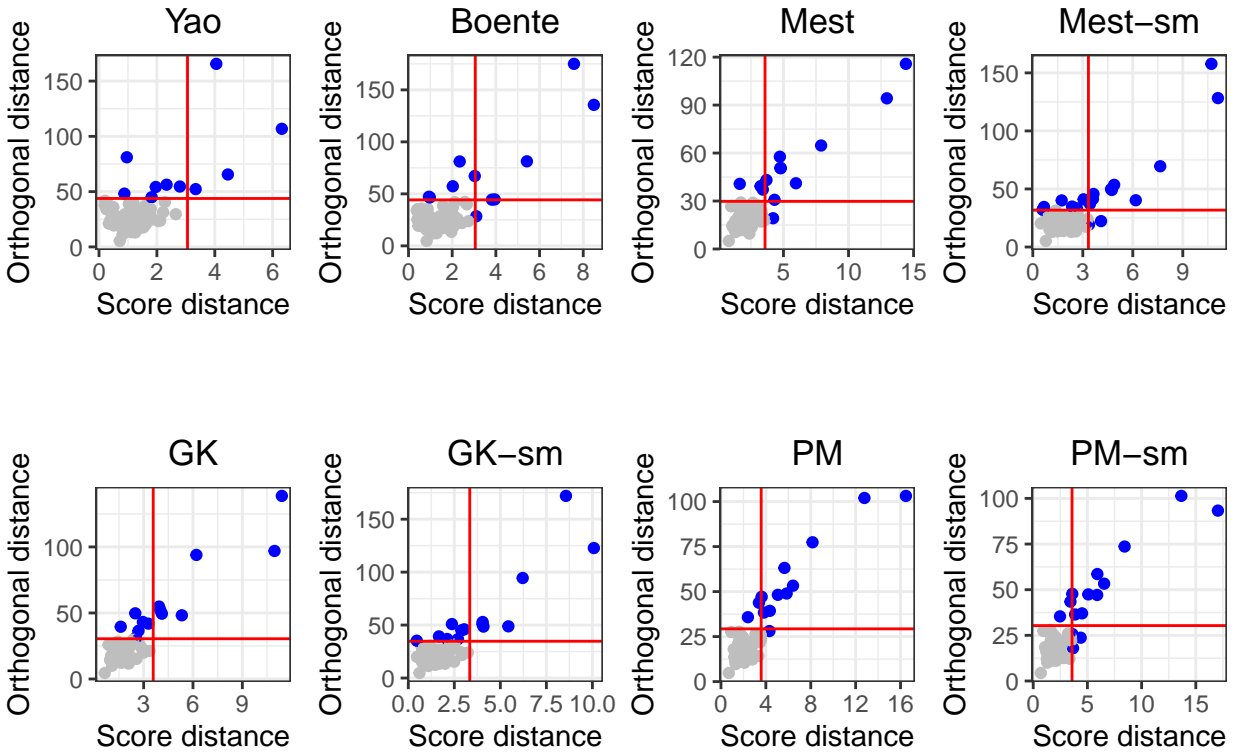 Yao
Boente
Mest
Mest−sm
Orthogonal distance
150
100
50
0
0 2 4 6
Score distance
Orthogonal distance
150
100
50
0
0 2 4 6 8
Score distance
Orthogonal distance
120
90
60
30
0
5 10 15
Score distance
Orthogonal distance
150
100
50
0
0 3 6 9
Score distance
GK
GK−sm
PM
PM−sm
Orthogonal distance
100
50
0
3 6 9
Score distance
Orthogonal distance
150
100
50
0
0 2.5 5.0 7.5 10.0
Score distance
Orthogonal distance
100
75
50
25
0
0 4 8 12 16
Score distance
Orthogonal distance
100
75
50
25
0
0 5 10 15
Score distance